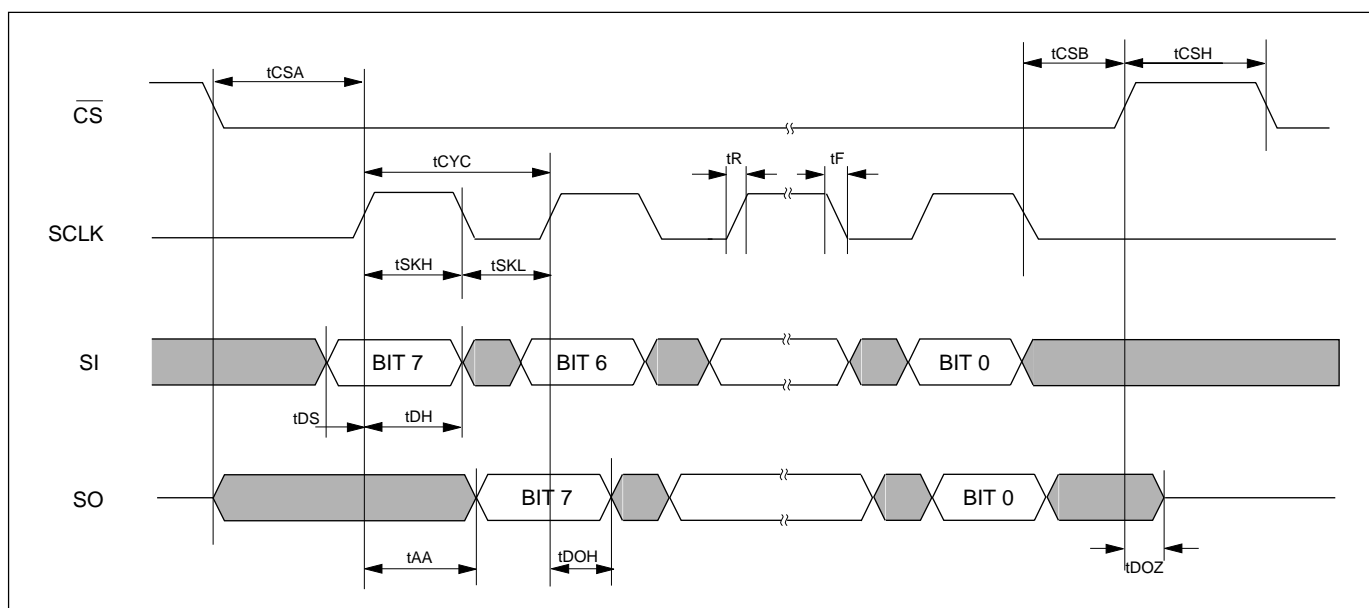 tCSA
tCSB
tCSH
CS
tCYC
tR
tF
SCLK
tSKH
tSKL
SI
BIT 7
BIT 6
BIT 0
tDS
tDH
SO
BIT 7
BIT 0
tAA
tDOH
tDOZ